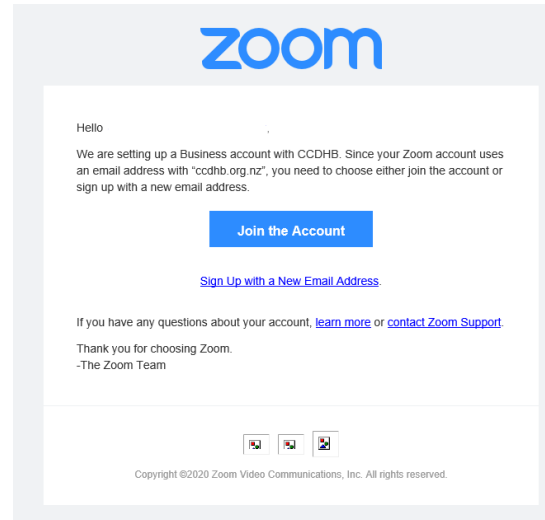 zoom
Hello ,
We are setting up a Business account with CCDHB. Since your Zoom account uses
an email address with “ccdhb.org.nz”, you need to choose either join the account or
sign up with a new email address.
Join the Account
Sign Up with a New Email Address.
If you have any questions about your account, learn more or contact Zoom Support.
Thank you for choosing Zoom.
-The Zoom Team
Copyright ©2020 Zoom Video Communications, Inc. All rights reserved.